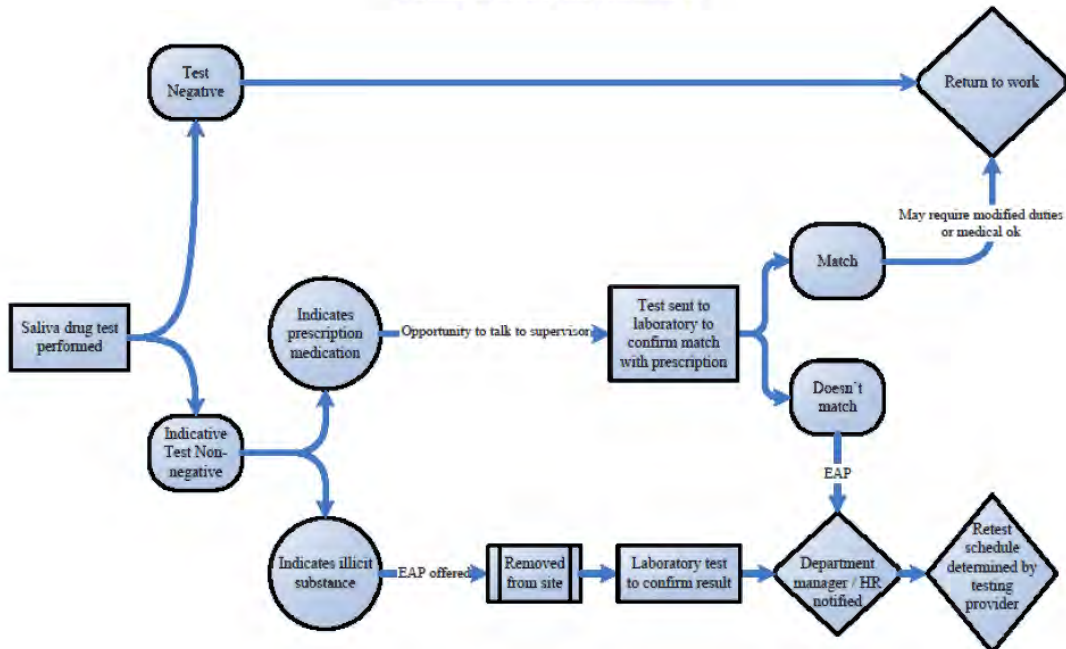 Test
Negative
Return to work
May require modified duties
or medical ok
Match
Indicates
prescription
medication
Opportunity to talk to supervisor
Test sent to
laboratory to
confirm match
with prescription
Saliva drug test
performed
Doesn't
match
Indicative
Test Non-
negative
EAP
Indicates illicit
substance
EAP offered
Removed
from site
Laboratory test
to confirm result
Department
manager / HR
notified
Retest
schedule
determined by
testing
provider